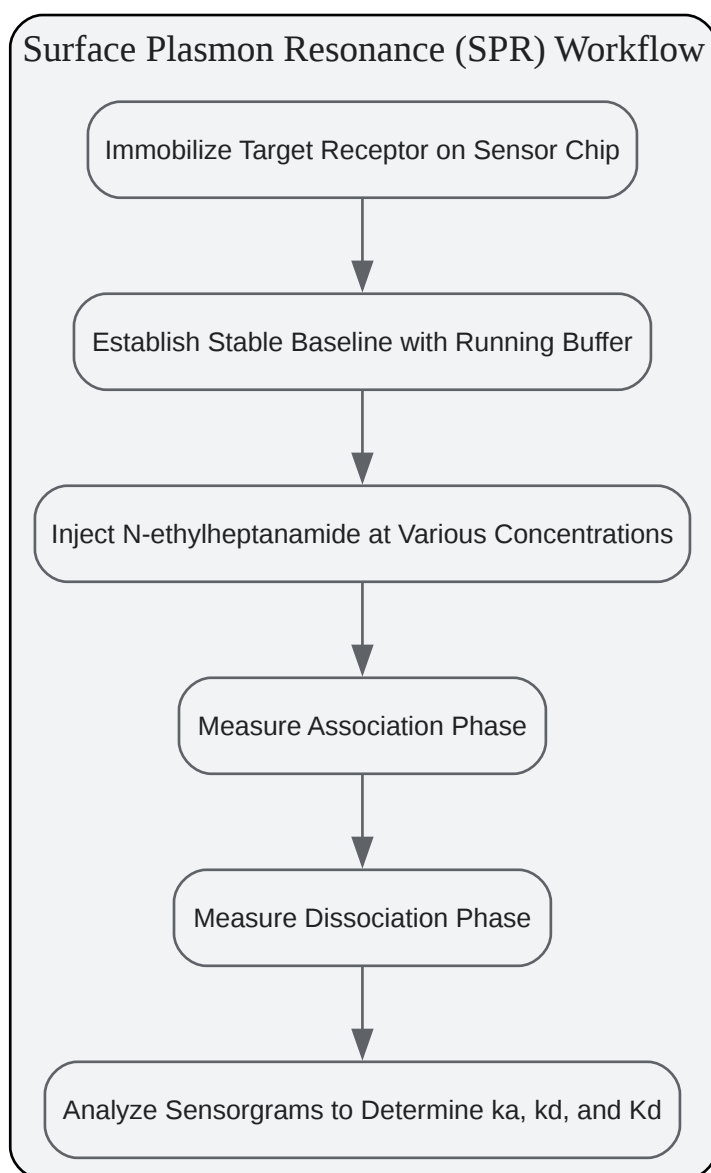 Surface Plasmon Resonance (SPR) Workflow
Immobilize Target Receptor on Sensor Chip
Establish Stable Baseline with Running Buffer
Inject N-ethylheptanamide at Various Concentrations
Measure Association Phase
Measure Dissociation Phase
Analyze Sensorgrams to Determine ka, kd, and Kd